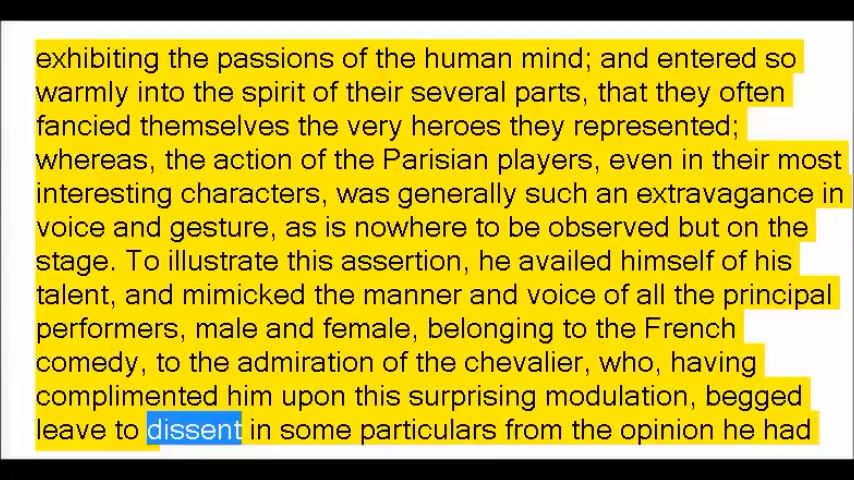 exhibiting the passions of the human mind; and entered so
warmly into the spirit of their several parts, that they often
fancied themselves the very heroes they represented;
whereas, the action of the Parisian players, even in their most
interesting characters, was generally such an extravagance in
voice and gesture, as is nowhere to be observed but on the
stage. To illustrate this assertion, he availed himself of his
talent, and mimicked the manner and voice of all the principal
performers, male and female, belonging to the French
comedy, to the admiration of the chevalier, who, having
complimented him upon this surprising modulation, begged
leave to dissent in some particulars from the opinion he had